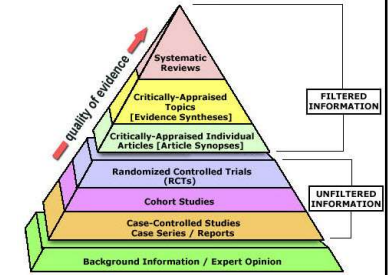 quality of evidence
Systematic
Reviews
Critically-Appraised
Topics
[Evidence Syntheses]
Critically-Appraised Individual
Articles [Article Synopses]
FILTERED
INFORMATION
Randomized Controlled Trials
(RCTs)
Cohort Studies
UNFILTERED
INFORMATION
Case-Controlled Studies
Case Series / Reports
Background Information / Expert Opinion